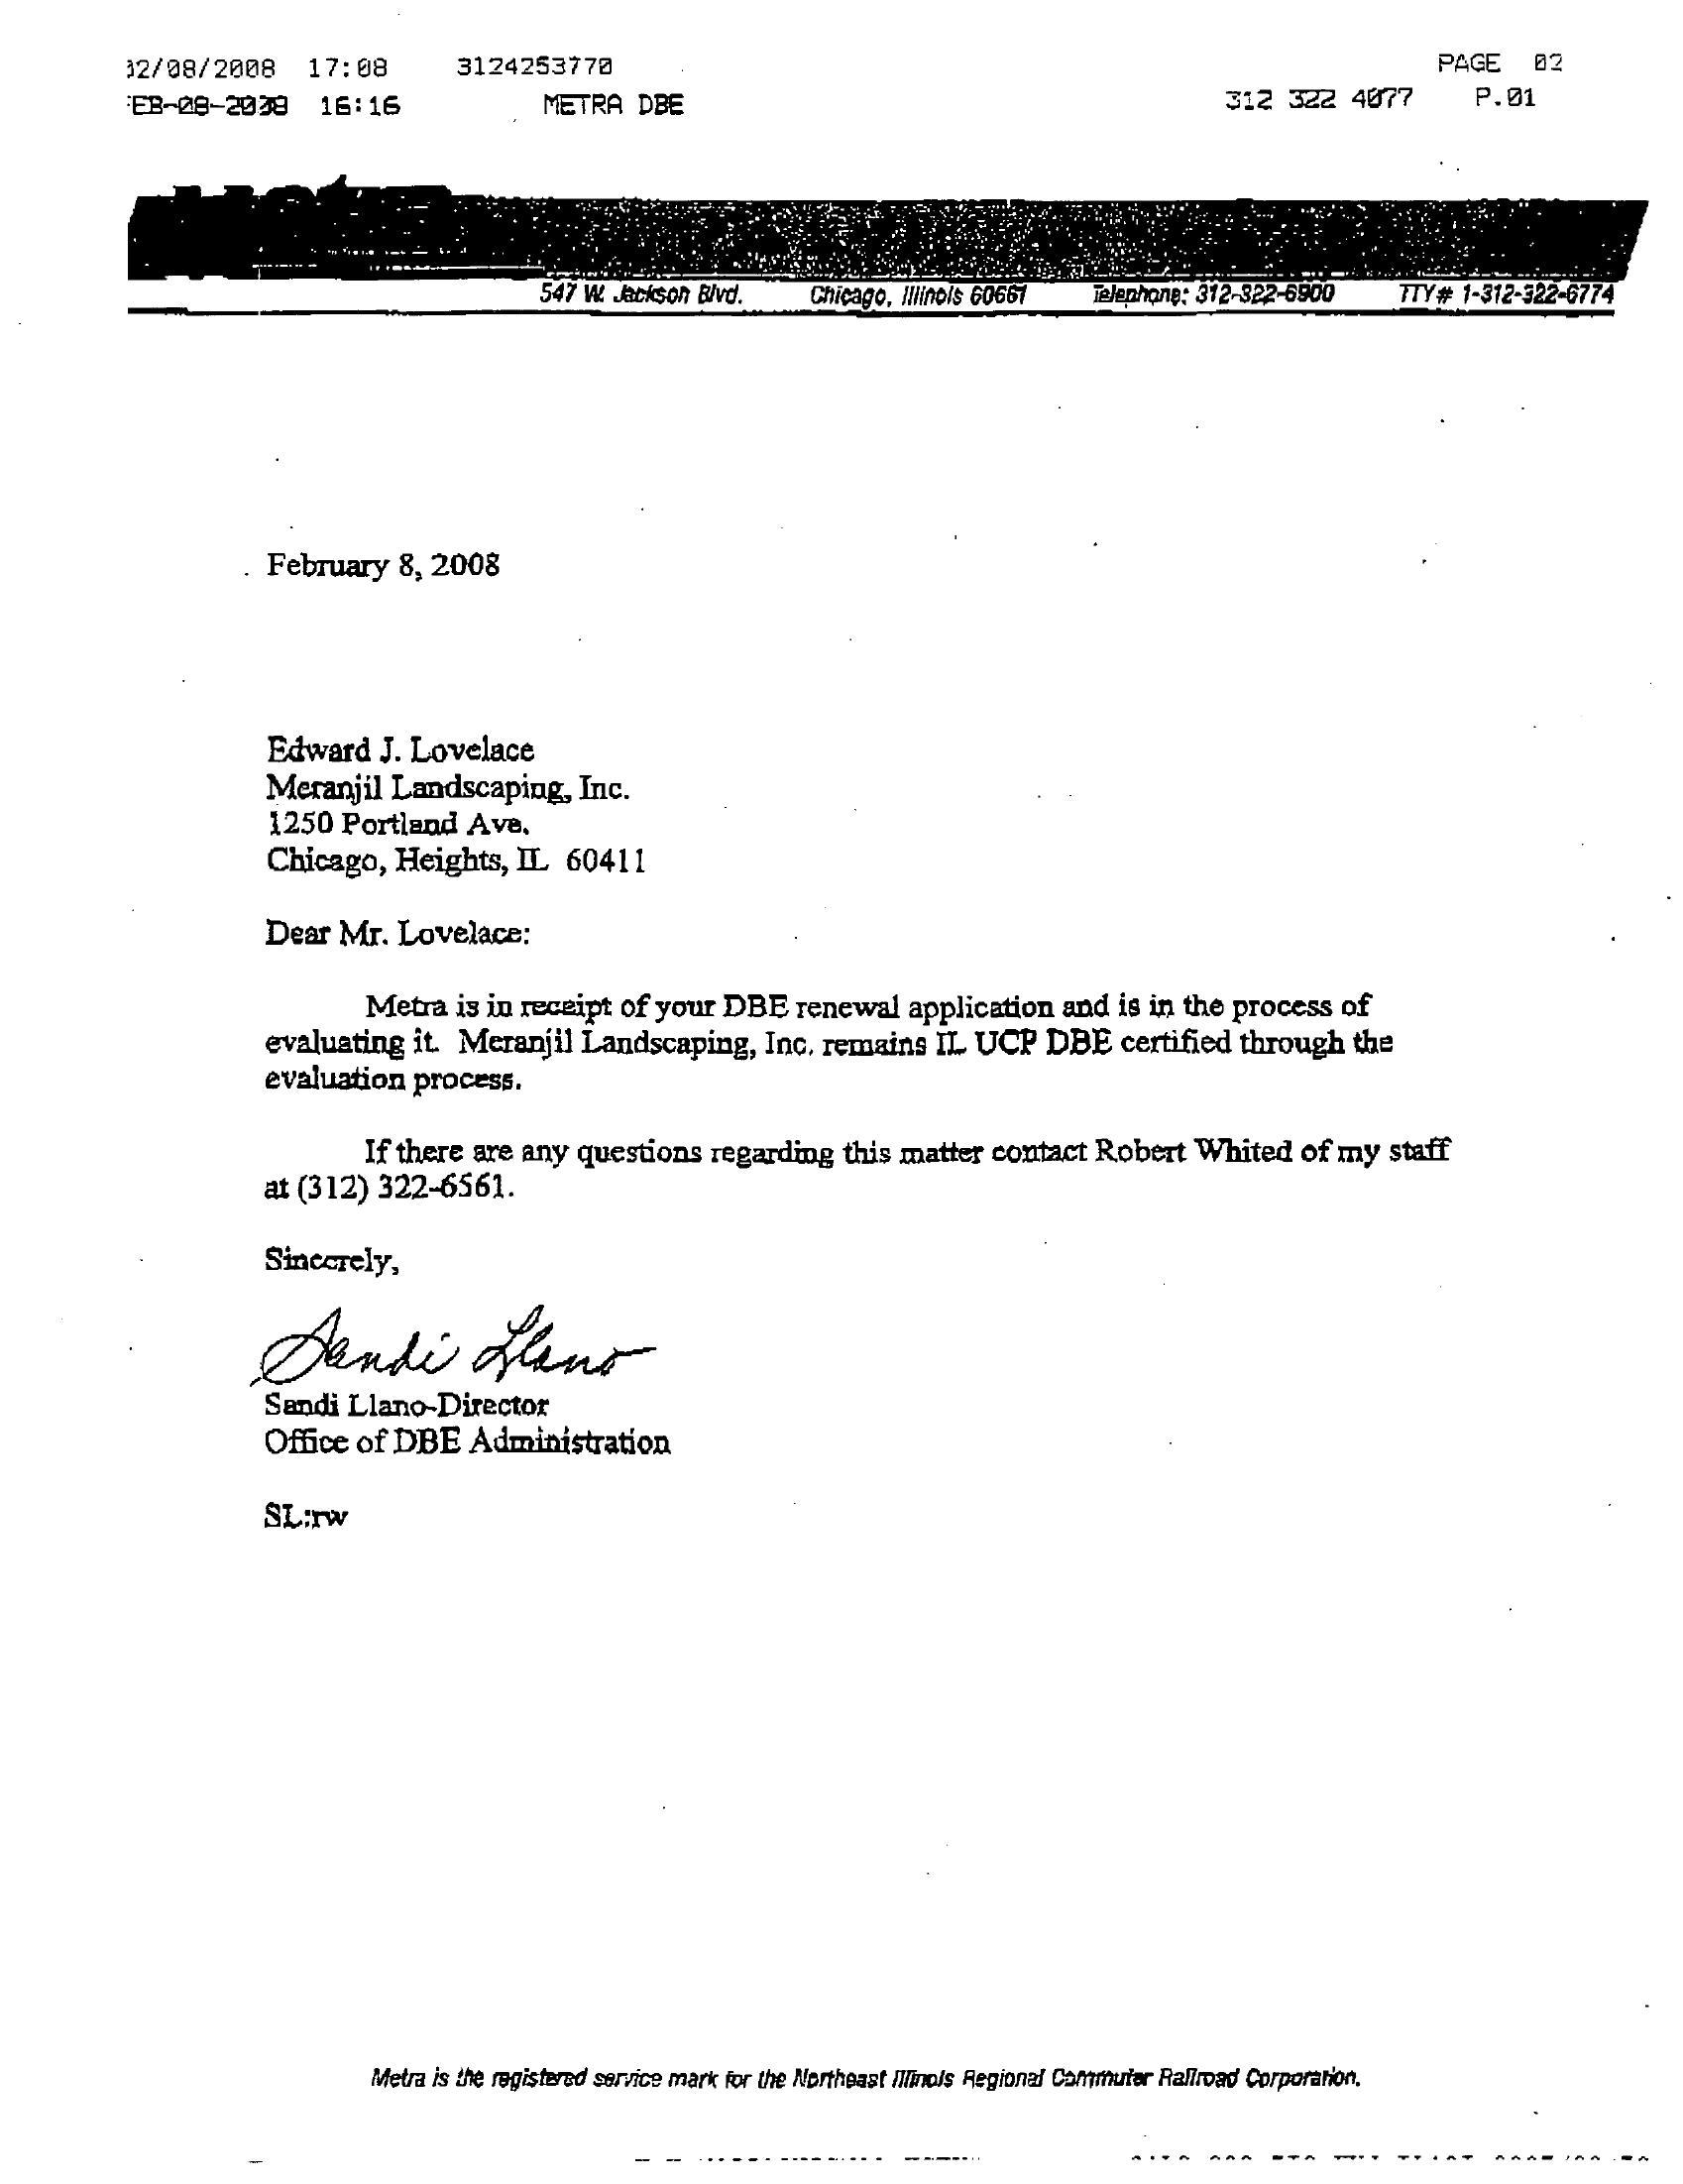 2/08/2008 17:08 3124253770 PAGE 02
EB-08-2008 16:16 METRA DBE 312 322 4077 P.01
547 W. Jackson Blvd. Chicago, Illinois 60661 Telephone: 312-322-6900 TTY# 1-312-322-6774
February 8, 2008
Edward J. Lovelace
Meranjil Landscaping, Inc.
1250 Portland Ave.
Chicago, Heights, IL 60411
Dear Mr. Lovelace:
Metra is in receipt of your DBE renewal application and is in the process of
evaluating it. Meranjil Landscaping, Inc. remains IL UCP DBE certified through the
evaluation process.
If there are any questions regarding this matter contact Robert Whited of my staff
at (312) 322-6561.
Sincerely,
Sandi Llano
Sandi Llano-Director
Office of DBE Administration
SL:rw
Metra is the registered service mark for the Northeast Illinois Regional Commuter Railroad Corporation.